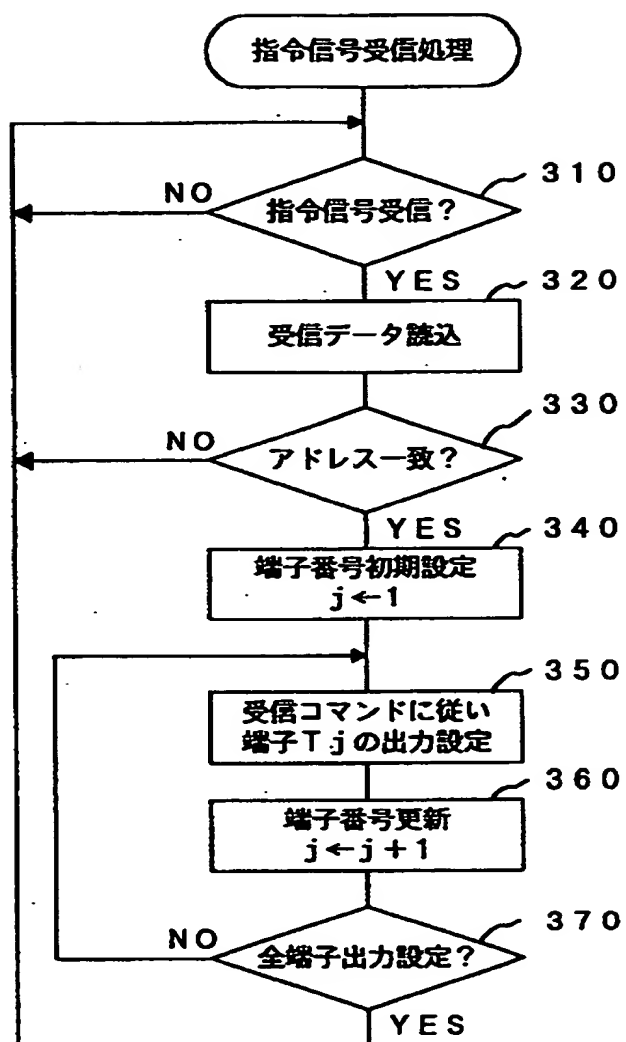 指令信号受信処理
310
NO
指令信号受信?
YES
320
受信データ読込
330
NO
アドレス一致?
YES
340
端子番号初期設定
j←1
350
受信コマンドに従い
端子Tjの出力設定
360
端子番号更新
j←j+1
370
NO
全端子出力設定?
YES